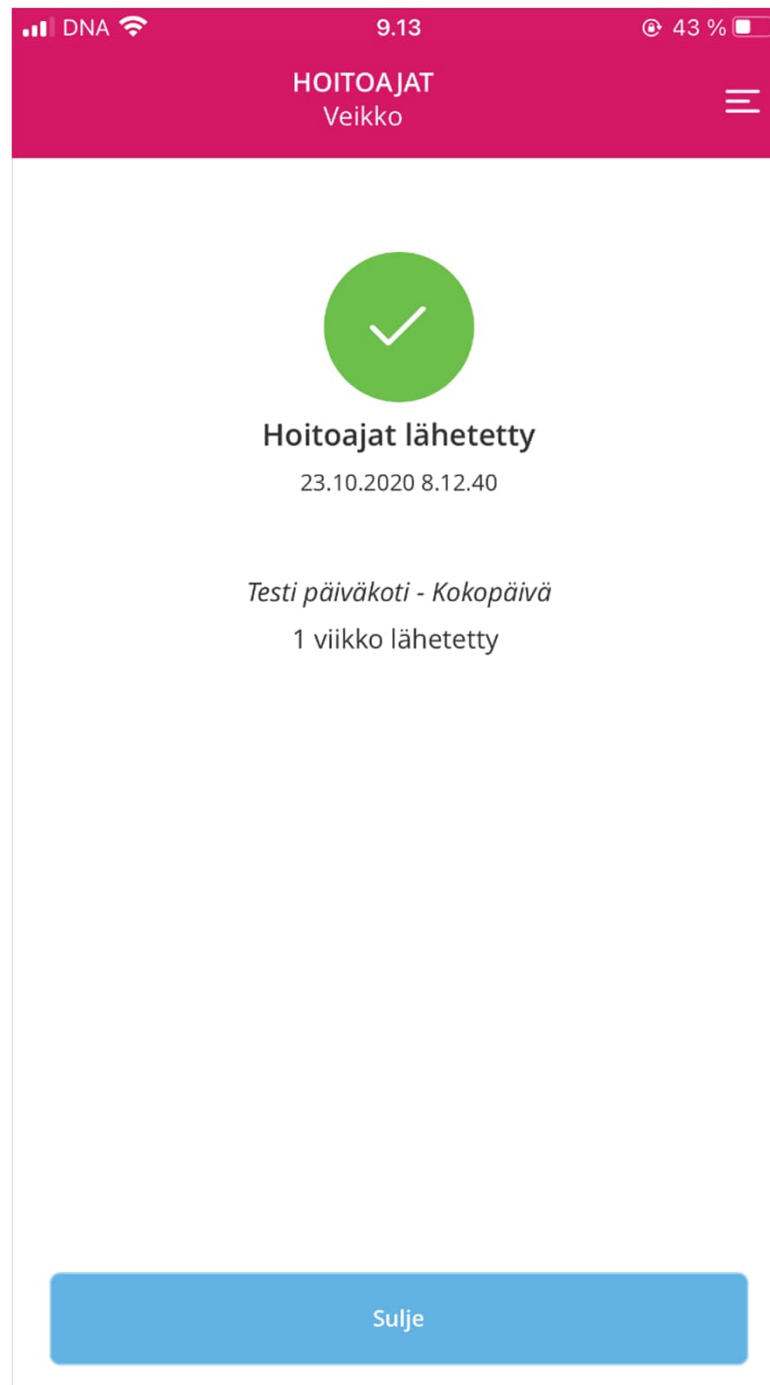 DNA 9.13 43 %
HOITOAJAT
Veikko
Hoitoajat lähetetty
23.10.2020 8.12.40
Testi päiväkoti - Kokopäivä
1 viikko lähetetty
Sulje